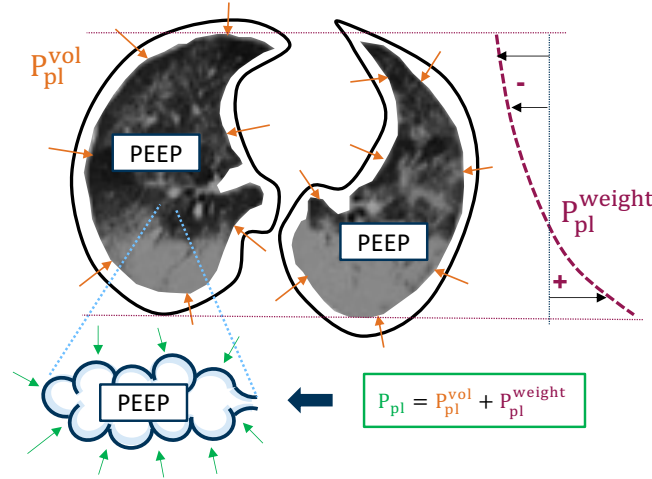 P_pl^vol
PEEP
PEEP
-
P_pl^weight
+
PEEP
P_pl = P_pl^vol + P_pl^weight